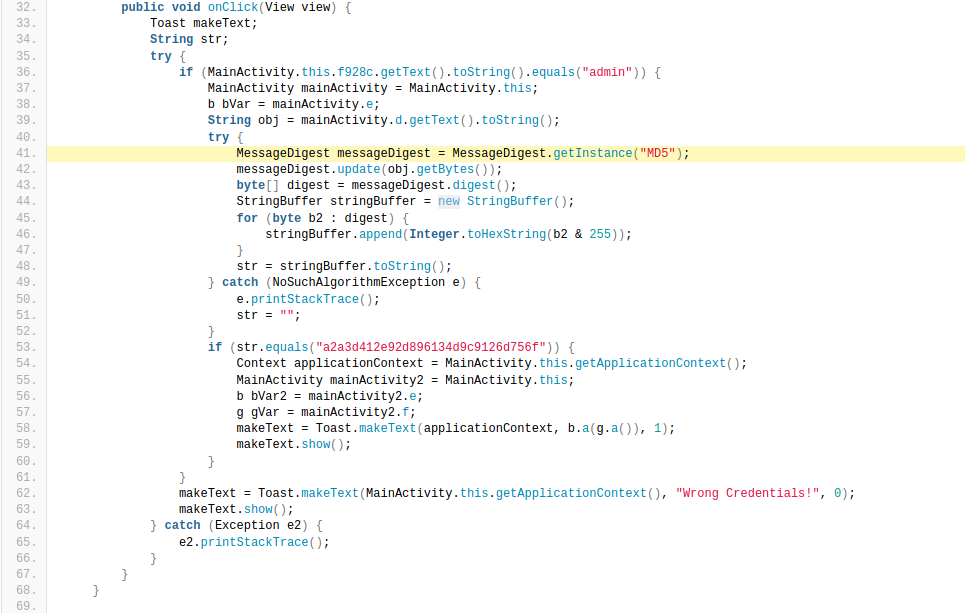 32. public void onClick(View view) {
33. Toast makeText;
34. String str;
35. try {
36. if (MainActivity.this.f928c.getText().toString().equals("admin")) {
37. MainActivity mainActivity = MainActivity.this;
38. b bVar = mainActivity.e;
39. String obj = mainActivity.d.getText().toString();
40. try {
41. MessageDigest messageDigest = MessageDigest.getInstance("MD5");
42. messageDigest.update(obj.getBytes());
43. byte[] digest = messageDigest.digest();
44. StringBuffer stringBuffer = new StringBuffer();
45. for (byte b2 : digest) {
46. stringBuffer.append(Integer.toHexString(b2 & 255));
47. }
48. str = stringBuffer.toString();
49. } catch (NoSuchAlgorithmException e) {
50. e.printStackTrace();
51. str = "";
52. }
53. if (str.equals("a2a3d412e92d896134d9c9126d756f")) {
54. Context applicationContext = MainActivity.this.getApplicationContext();
55. MainActivity mainActivity2 = MainActivity.this;
56. b bVar2 = mainActivity2.e;
57. g gVar = mainActivity2.f;
58. makeText = Toast.makeText(applicationContext, b.a(g.a()), 1);
59. makeText.show();
60. }
61. }
62. makeText = Toast.makeText(MainActivity.this.getApplicationContext(), "Wrong Credentials!", 0);
63. makeText.show();
64. } catch (Exception e2) {
65. e2.printStackTrace();
66. }
67. }
68. }
69.